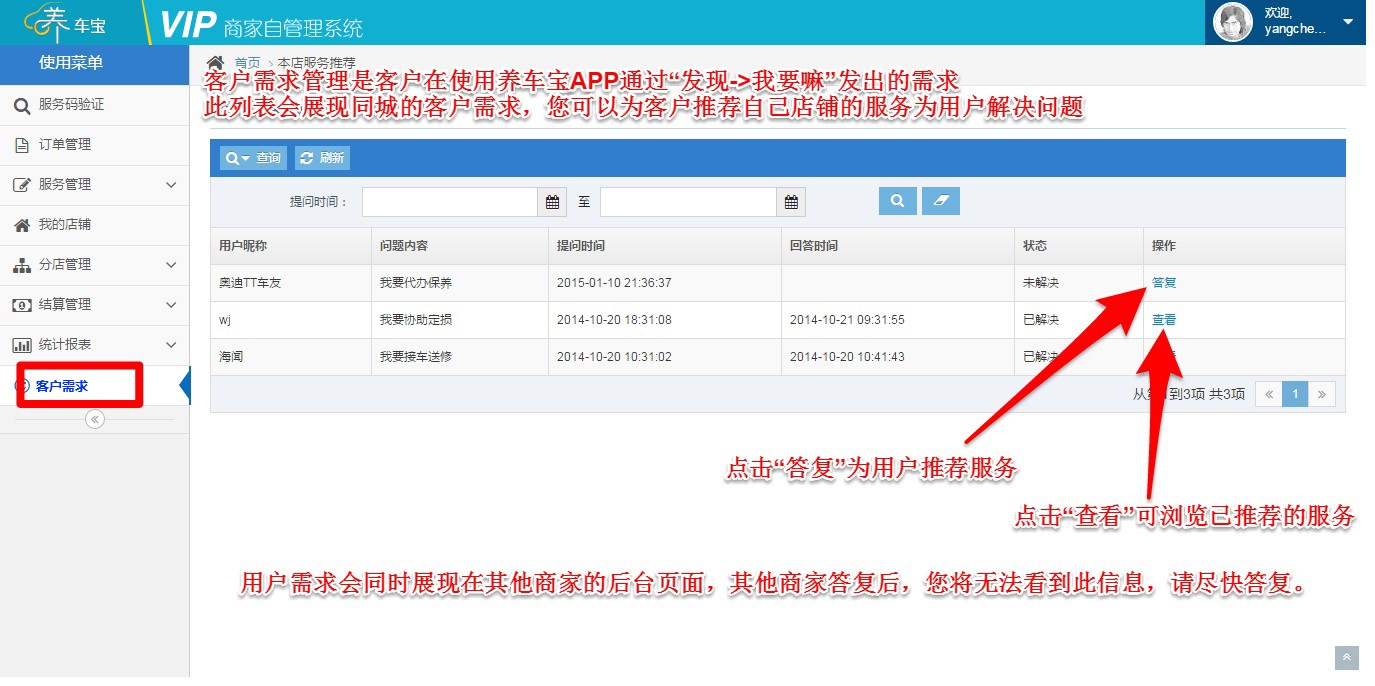 养车宝
VIP 商家自管理系统
欢迎,
yangche...
使用菜单
首页 > 本店服务推荐
客户需求管理是客户在使用养车宝APP通过“发现->我要嘛”发出的需求
此列表会展现同城的客户需求，您可以为客户推荐自己店铺的服务为用户解决问题
服务码验证
订单管理
服务管理
我的店铺
分店管理
结算管理
统计报表
客户需求
查询 刷新
提问时间： 至
用户昵称 问题内容 提问时间 回答时间 状态 操作
奥迪TT车友 我要代办保养 2015-01-10 21:36:37 未解决 答复
wj 我要协助定损 2014-10-20 18:31:08 2014-10-21 09:31:55 已解决 查看
海闻 我要接车送修 2014-10-20 10:31:02 2014-10-20 10:41:43 已解决
从第 到3项 共3项 « 1 »
点击“答复”为用户推荐服务
点击“查看”可浏览已推荐的服务
用户需求会同时展现在其他商家的后台页面，其他商家答复后，您将无法看到此信息，请尽快答复。